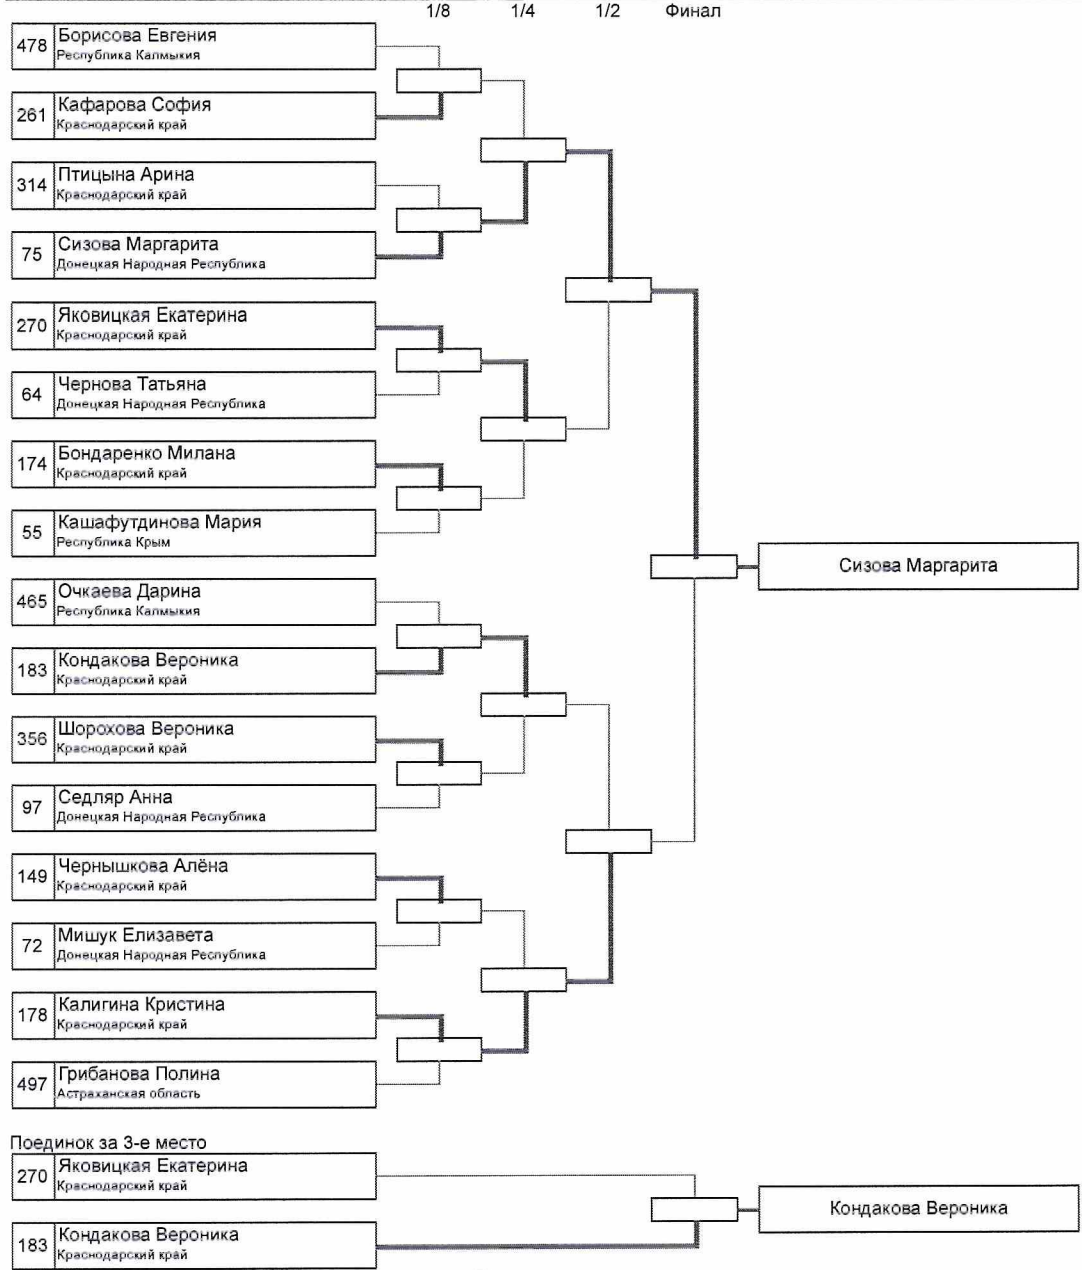 1/8 1/4 1/2 Финал
478 Борисова Евгения
Республика Калмыкия
261 Кафарова София
Краснодарский край
314 Птицына Арина
Краснодарский край
75 Сизова Маргарита
Донецкая Народная Республика
270 Яковицкая Екатерина
Краснодарский край
64 Чернова Татьяна
Донецкая Народная Республика
174 Бондаренко Милана
Краснодарский край
55 Кашафутдинова Мария
Республика Крым
Сизова Маргарита
465 Очкаева Дарина
Республика Калмыкия
183 Кондакова Вероника
Краснодарский край
356 Шорохова Вероника
Краснодарский край
97 Седляр Анна
Донецкая Народная Республика
149 Чернышкова Алёна
Краснодарский край
72 Мишук Елизавета
Донецкая Народная Республика
178 Калигина Кристина
Краснодарский край
497 Грибанова Полина
Астраханская область
Поединок за 3-е место
270 Яковицкая Екатерина
Краснодарский край
Кондакова Вероника
183 Кондакова Вероника
Краснодарский край